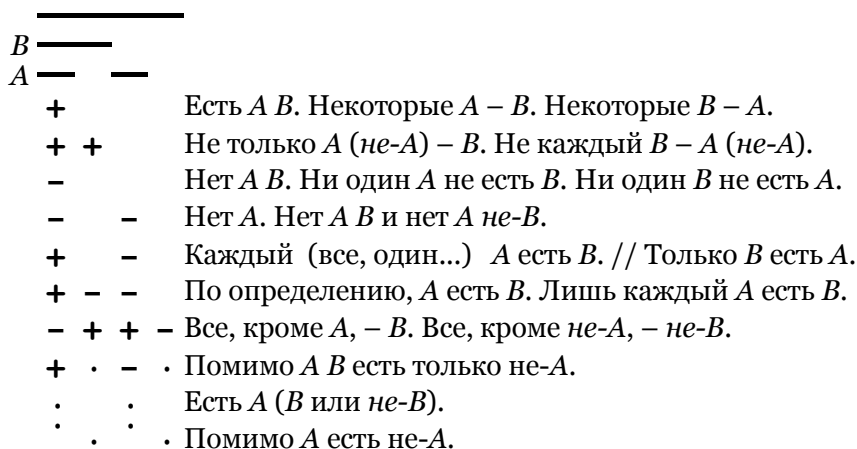 B
A
+ Есть A B. Некоторые A – B. Некоторые B – A.
+ + Не только A (не-A) – B. Не каждый B – A (не-A).
– Нет A B. Ни один A не есть B. Ни один B не есть A.
– – Нет A. Нет A B и нет A не-B.
+ – Каждый (все, один...) A есть B. // Только B есть A.
+ – – По определению, A есть B. Лишь каждый A есть B.
– + + – Все, кроме A, – B. Все, кроме не-A, – не-B.
+ · – · Помимо A B есть только не-A.
: : Есть A (B или не-B).
· · Помимо A есть не-A.